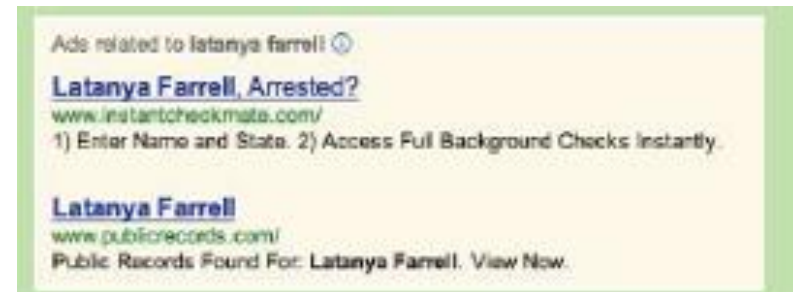 Ads related to latanya farrell ⓘ
Latanya Farrell, Arrested?
www.instantcheckmate.com/
1) Enter Name and State. 2) Access Full Background Checks Instantly.
Latanya Farrell
www.publicrecords.com/
Public Records Found For: Latanya Farrell. View Now.